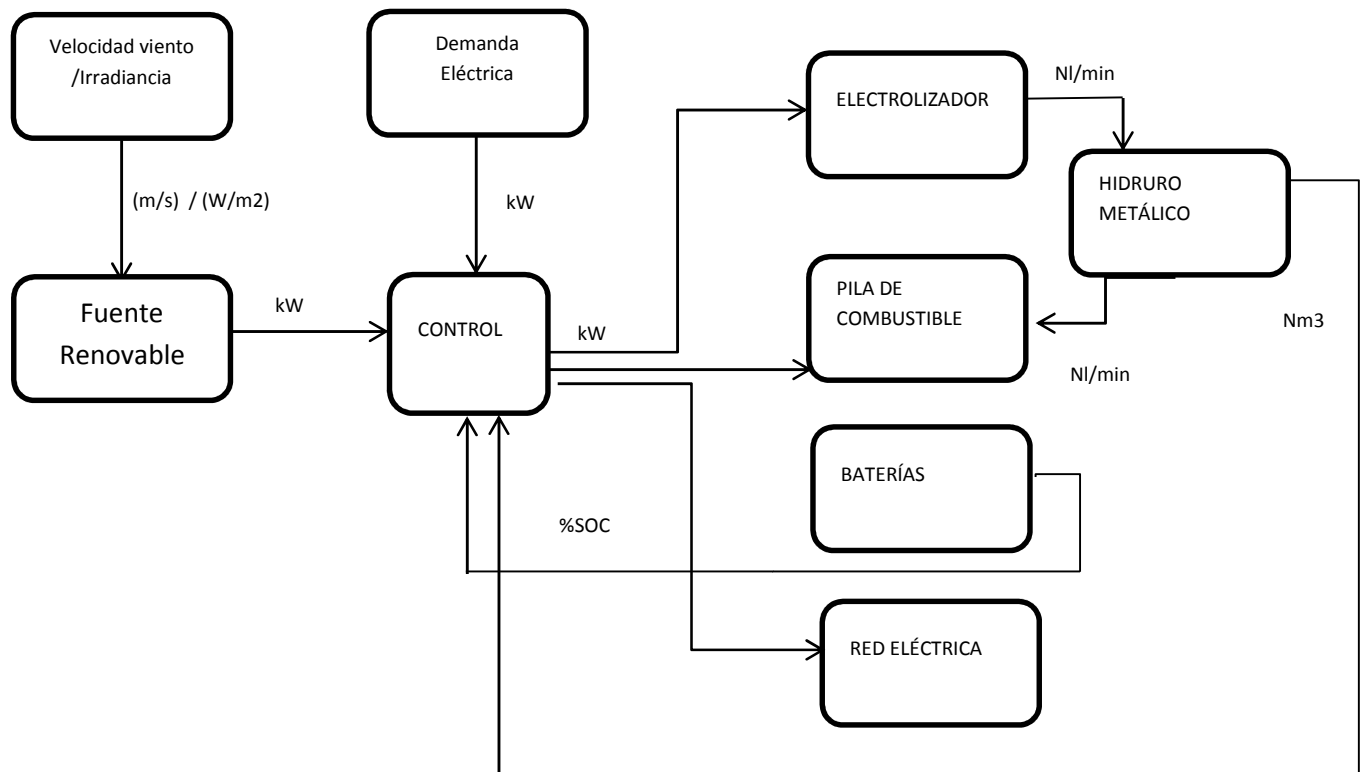 Velocidad viento
/Irradiancia
Demanda
Eléctrica
ELECTROLIZADOR
Nl/min
HIDRURO
METÁLICO
(m/s) / (W/m2)
kW
Fuente
Renovable
kW
CONTROL
kW
PILA DE
COMBUSTIBLE
Nl/min
Nm3
BATERÍAS
%SOC
RED ELÉCTRICA